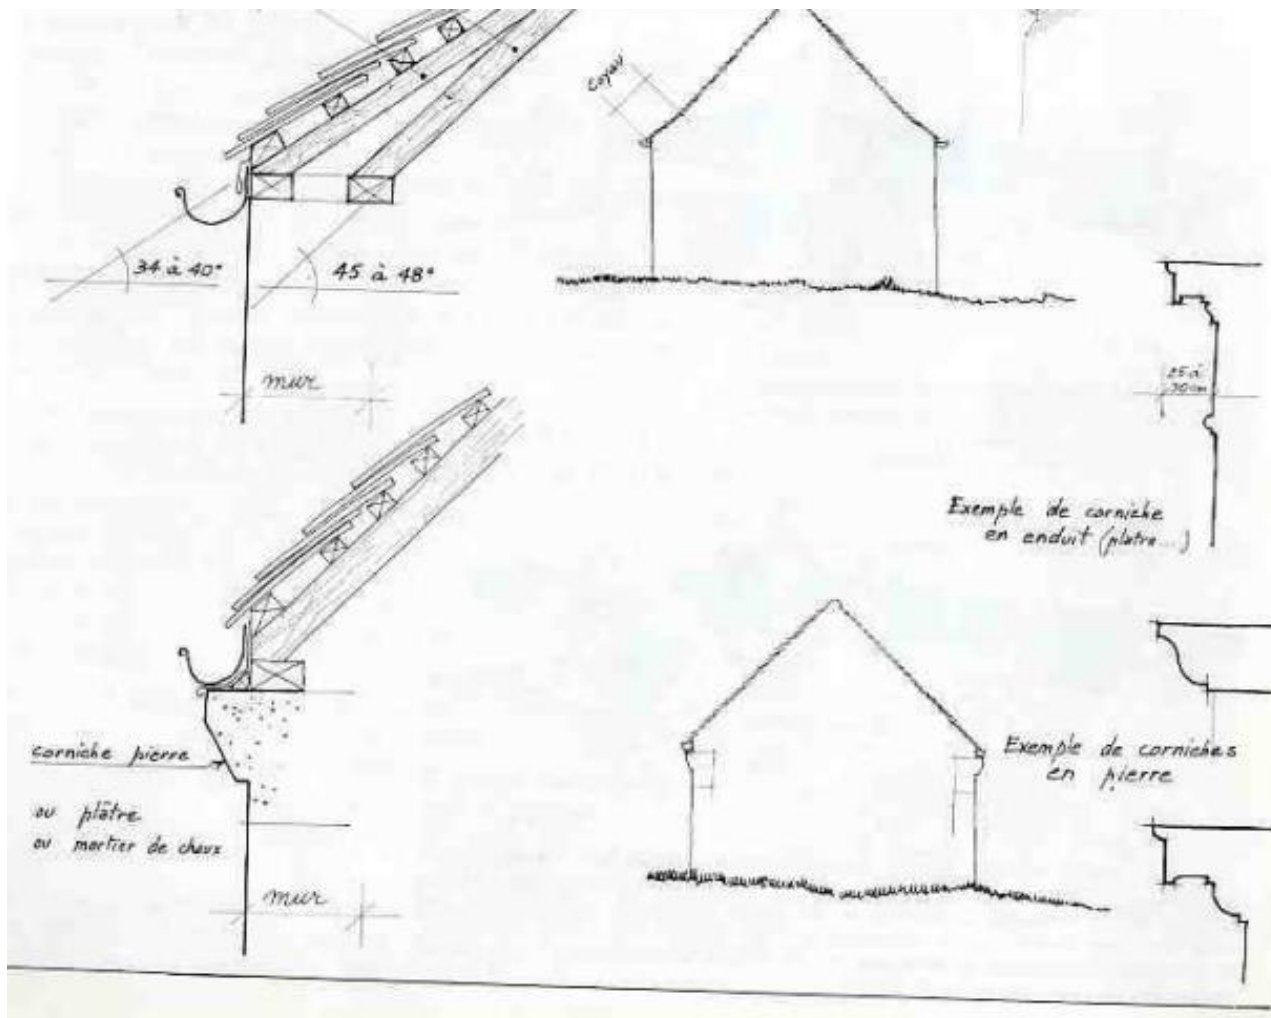 coyau
34 à 40°
45 à 48°
mur
25 à
30 cm
Exemple de corniche
en enduit (platre...)
corniche pierre
ou plâtre
ou mortier de chaux
Exemple de corniches
en pierre
mur